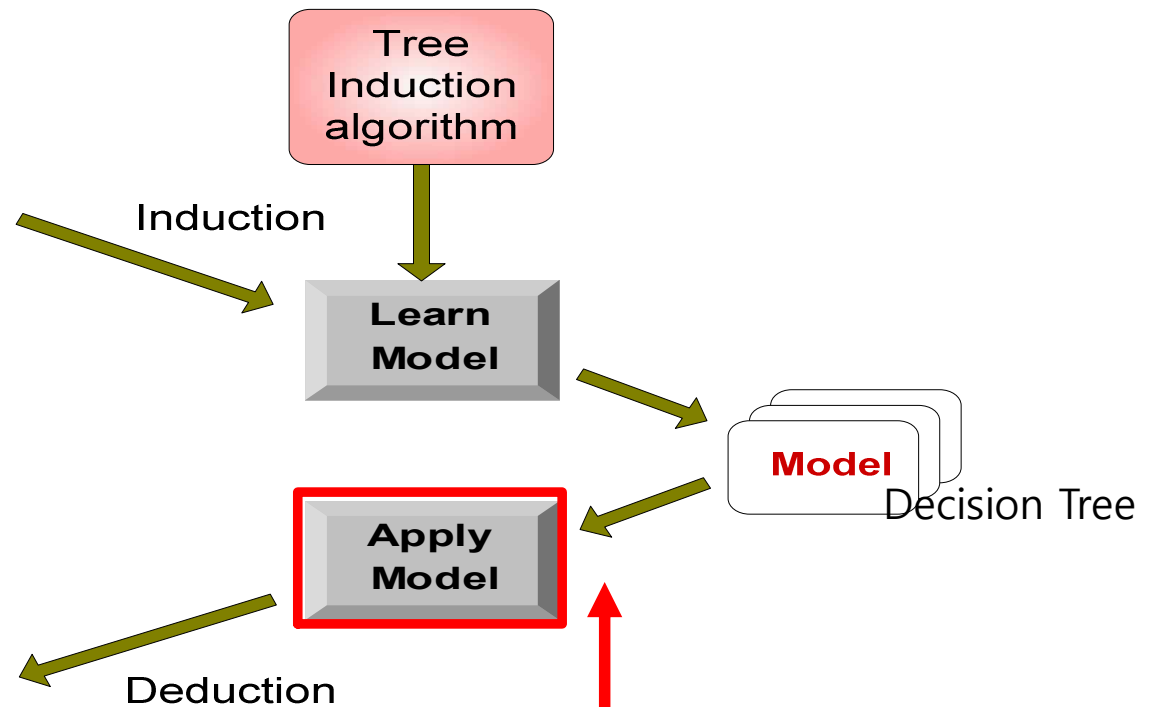 Tree
Induction
algorithm
Induction
Learn
Model
Model
Decision Tree
Apply
Model
Deduction